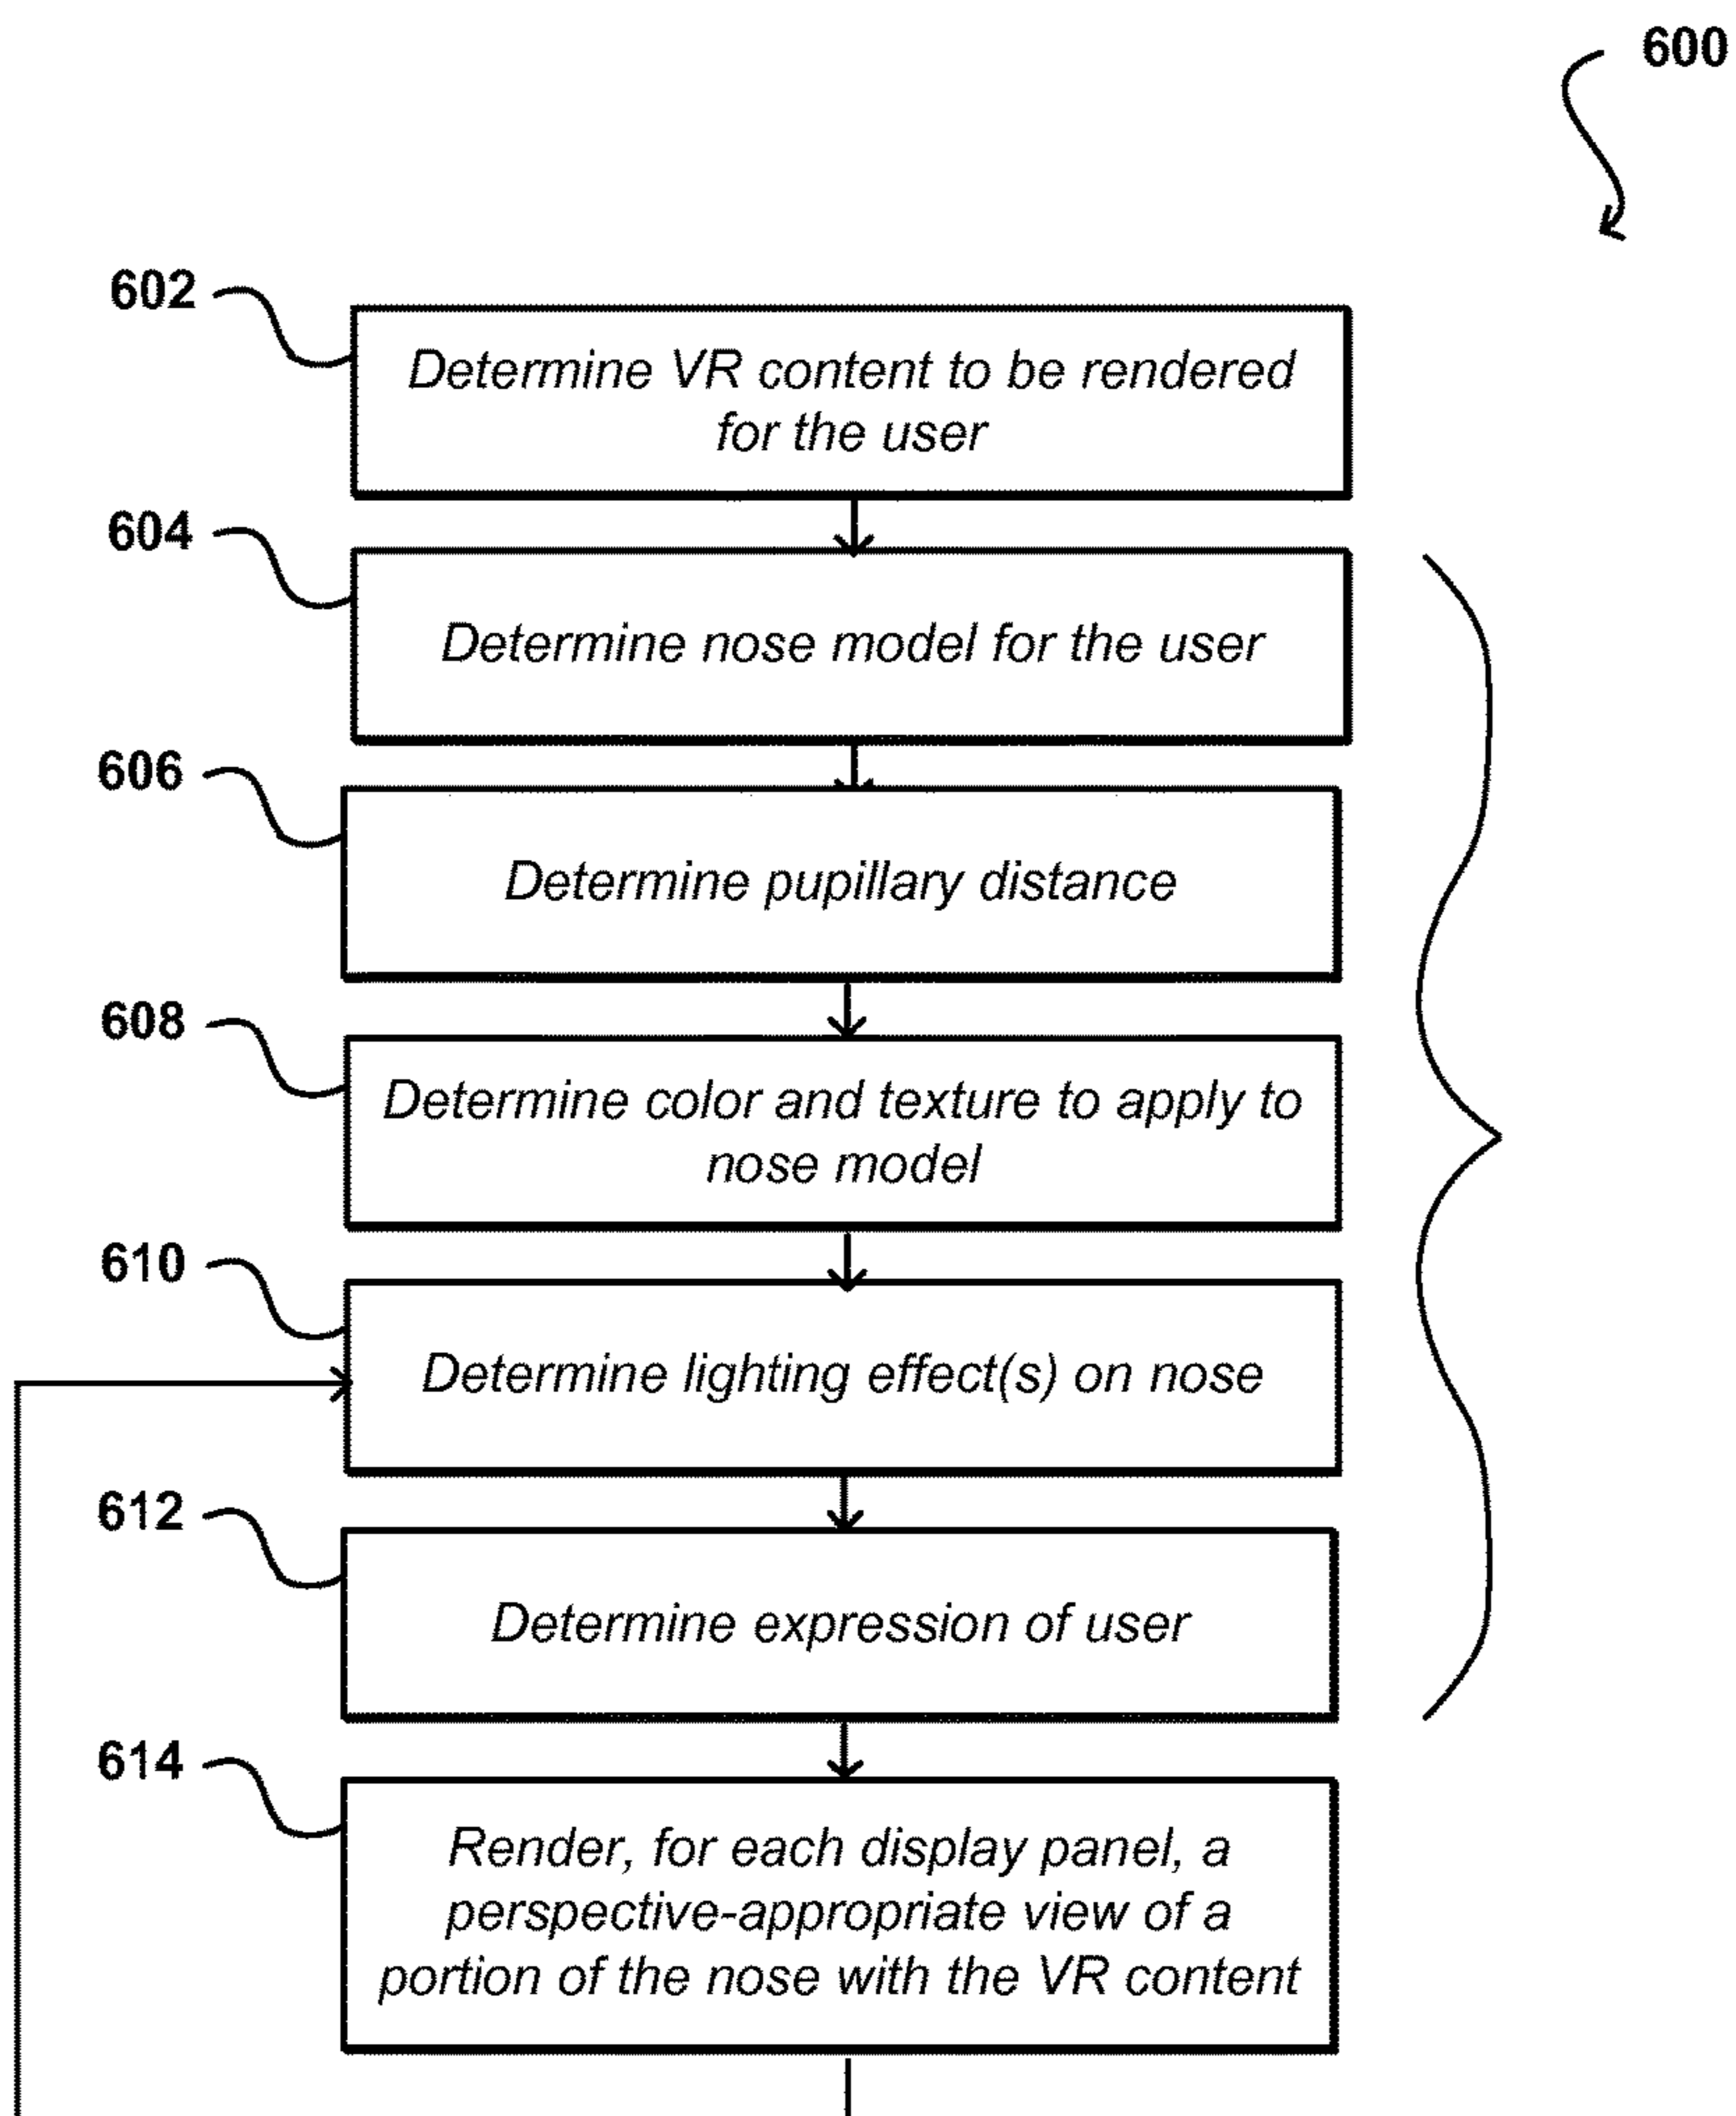 600
602
Determine VR content to be rendered
for the user
604
Determine nose model for the user
606
Determine pupillary distance
608
Determine color and texture to apply to
nose model
610
Determine lighting effect(s) on nose
612
Determine expression of user
614
Render, for each display panel, a
perspective-appropriate view of a
portion of the nose with the VR content